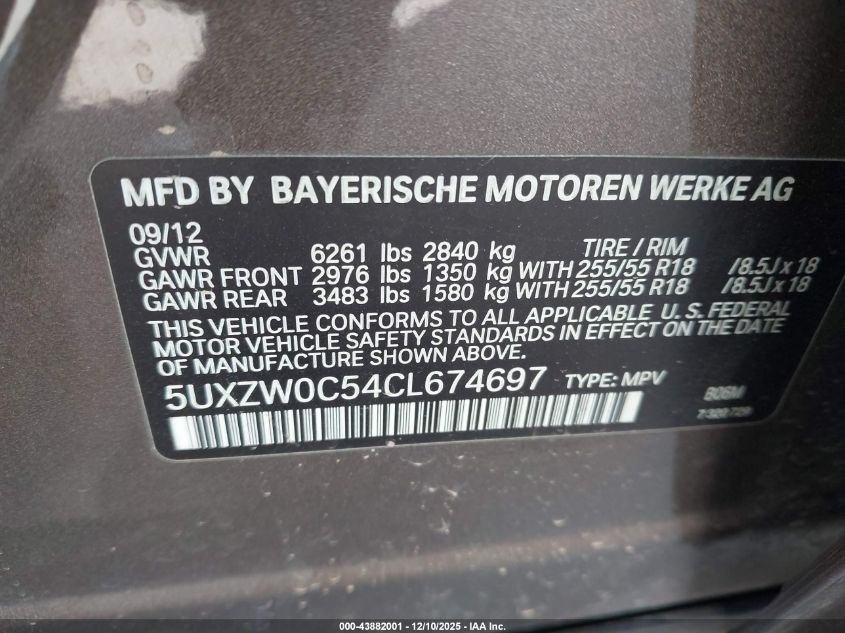 MFD BY BAYERISCHE MOTOREN WERKE AG
09/12
GVWR 6261 lbs 2840 kg TIRE / RIM
GAWR FRONT 2976 lbs 1350 kg WITH 255/55 R18 /8.5J x 18
GAWR REAR 3483 lbs 1580 kg WITH 255/55 R18 /8.5J x 18
THIS VEHICLE CONFORMS TO ALL APPLICABLE U. S. FEDERAL
MOTOR VEHICLE SAFETY STANDARDS IN EFFECT ON THE DATE
OF MANUFACTURE SHOWN ABOVE.
5UXZW0C54CL674697 TYPE: MPV
000-43882001 - 12/10/2025 - IAA Inc.